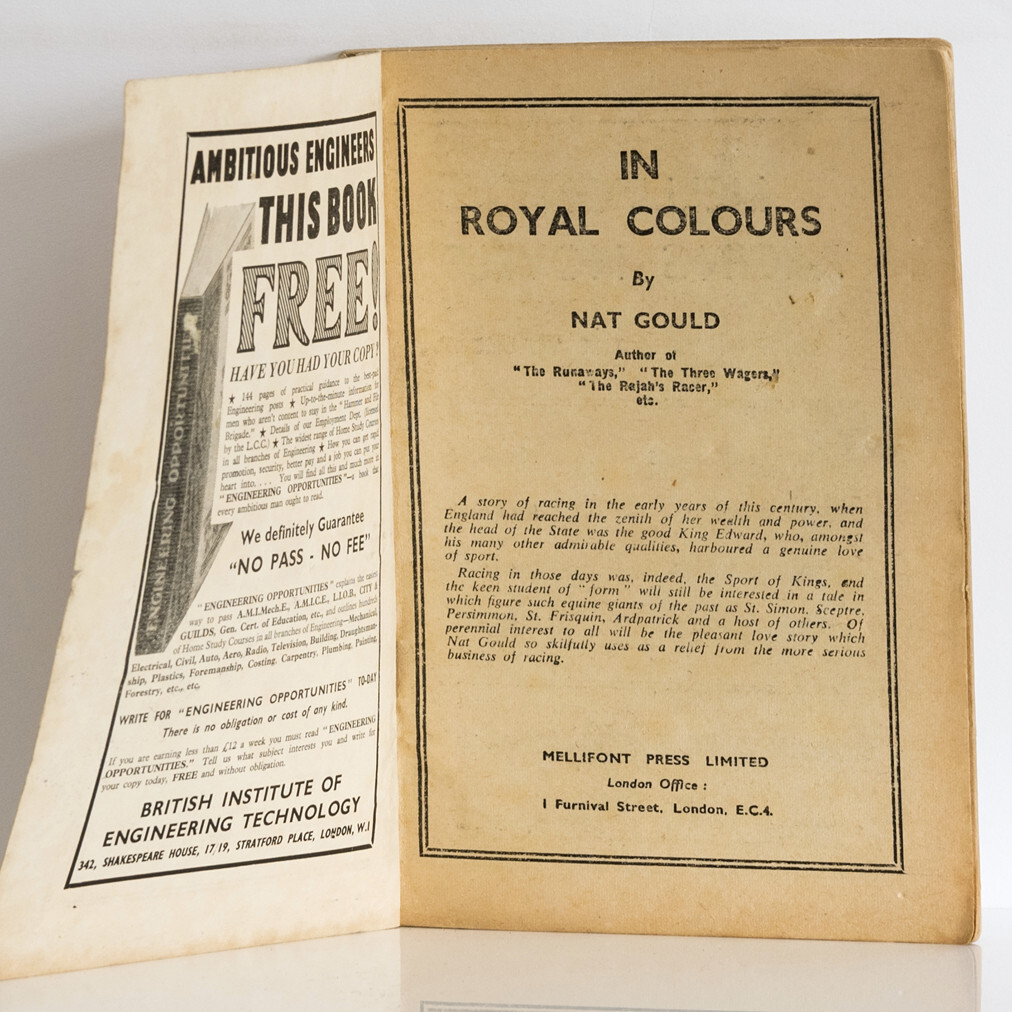 AMBITIOUS ENGINEERS
THIS BOOK
FREE!
HAVE YOU HAD YOUR COPY?
★ 144 pages of practical guidance to the best-paid
Engineering posts ★ Up-to-the-minute information for
men who aren't content to stay in the "Hammer and File
Brigade." ★ Details of our Employment Dept. (licensed
by the L.C.C.) ★ The widest range of Home Study Courses
in all branches of Engineering ★ How you can get rapid
promotion, security, better pay and a job you can put your
heart into. . . . You will find all this and much more in
"ENGINEERING OPPORTUNITIES"—a book that
every ambitious man ought to read.
ENGINEERING OPPORTUNITIES
We definitely Guarantee
"NO PASS - NO FEE"
"ENGINEERING OPPORTUNITIES" explains the easiest
way to pass A.M.I.Mech.E., A.M.I.C.E., L.I.O.B., CITY &
GUILDS, Gen. Cert. of Education, etc., and outlines hundreds
of Home Study Courses in all branches of Engineering—Mechanical,
Electrical, Civil, Auto, Aero, Radio, Television, Building, Draughtsman-
ship, Plastics, Foremanship, Costing, Carpentry, Plumbing, Painting,
Forestry, etc., etc.
WRITE FOR "ENGINEERING OPPORTUNITIES" TO-DAY
There is no obligation or cost of any kind.
If you are earning less than £12 a week you must read "ENGINEERING
OPPORTUNITIES." Tell us what subject interests you and write for
your copy today, FREE and without obligation.
BRITISH INSTITUTE OF
ENGINEERING TECHNOLOGY
342, SHAKESPEARE HOUSE, 17/19, STRATFORD PLACE, LONDON, W.1
IN
ROYAL COLOURS
By
NAT GOULD
Author of
"The Runaways," "The Three Wagers,"
"The Rajah's Racer,"
etc.
A story of racing in the early years of this century, when
England had reached the zenith of her wealth and power, and
the head of the State was the good King Edward, who, amongst
his many other admirable qualities, harboured a genuine love
of sport.
Racing in those days was, indeed, the Sport of Kings, and
the keen student of "form" will still be interested in a tale in
which figure such equine giants of the past as St. Simon, Sceptre,
Persimmon, St. Frisquin, Ardpatrick and a host of others. Of
perennial interest to all will be the pleasant love story which
Nat Gould so skilfully uses as a relief from the more serious
business of racing.
MELLIFONT PRESS LIMITED
London Office :
1 Furnival Street, London, E.C.4.